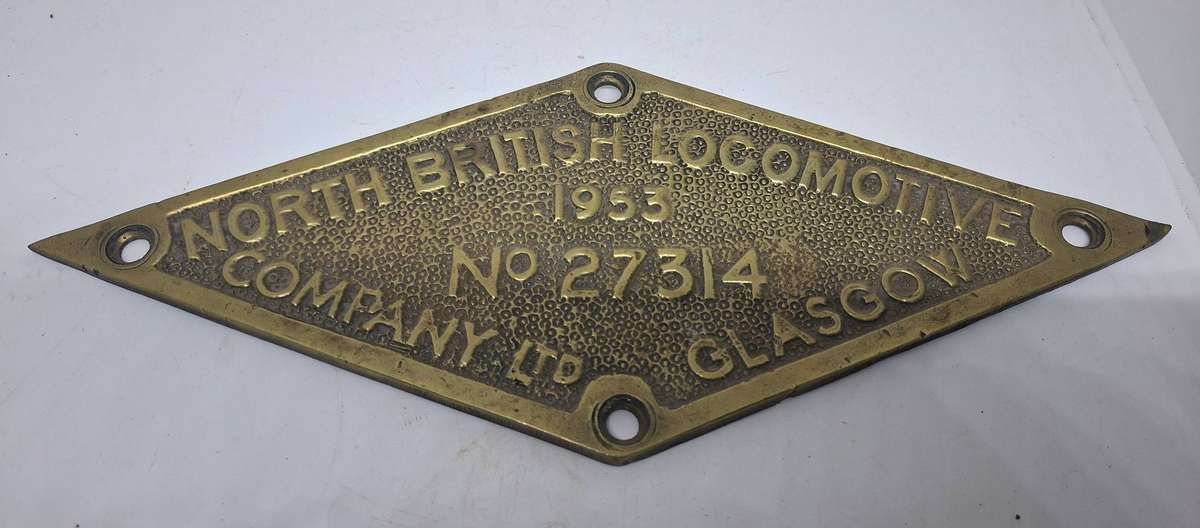 NORTH BRITISH LOCOMOTIVE
1953
No 27314
COMPANY LTD GLASGOW